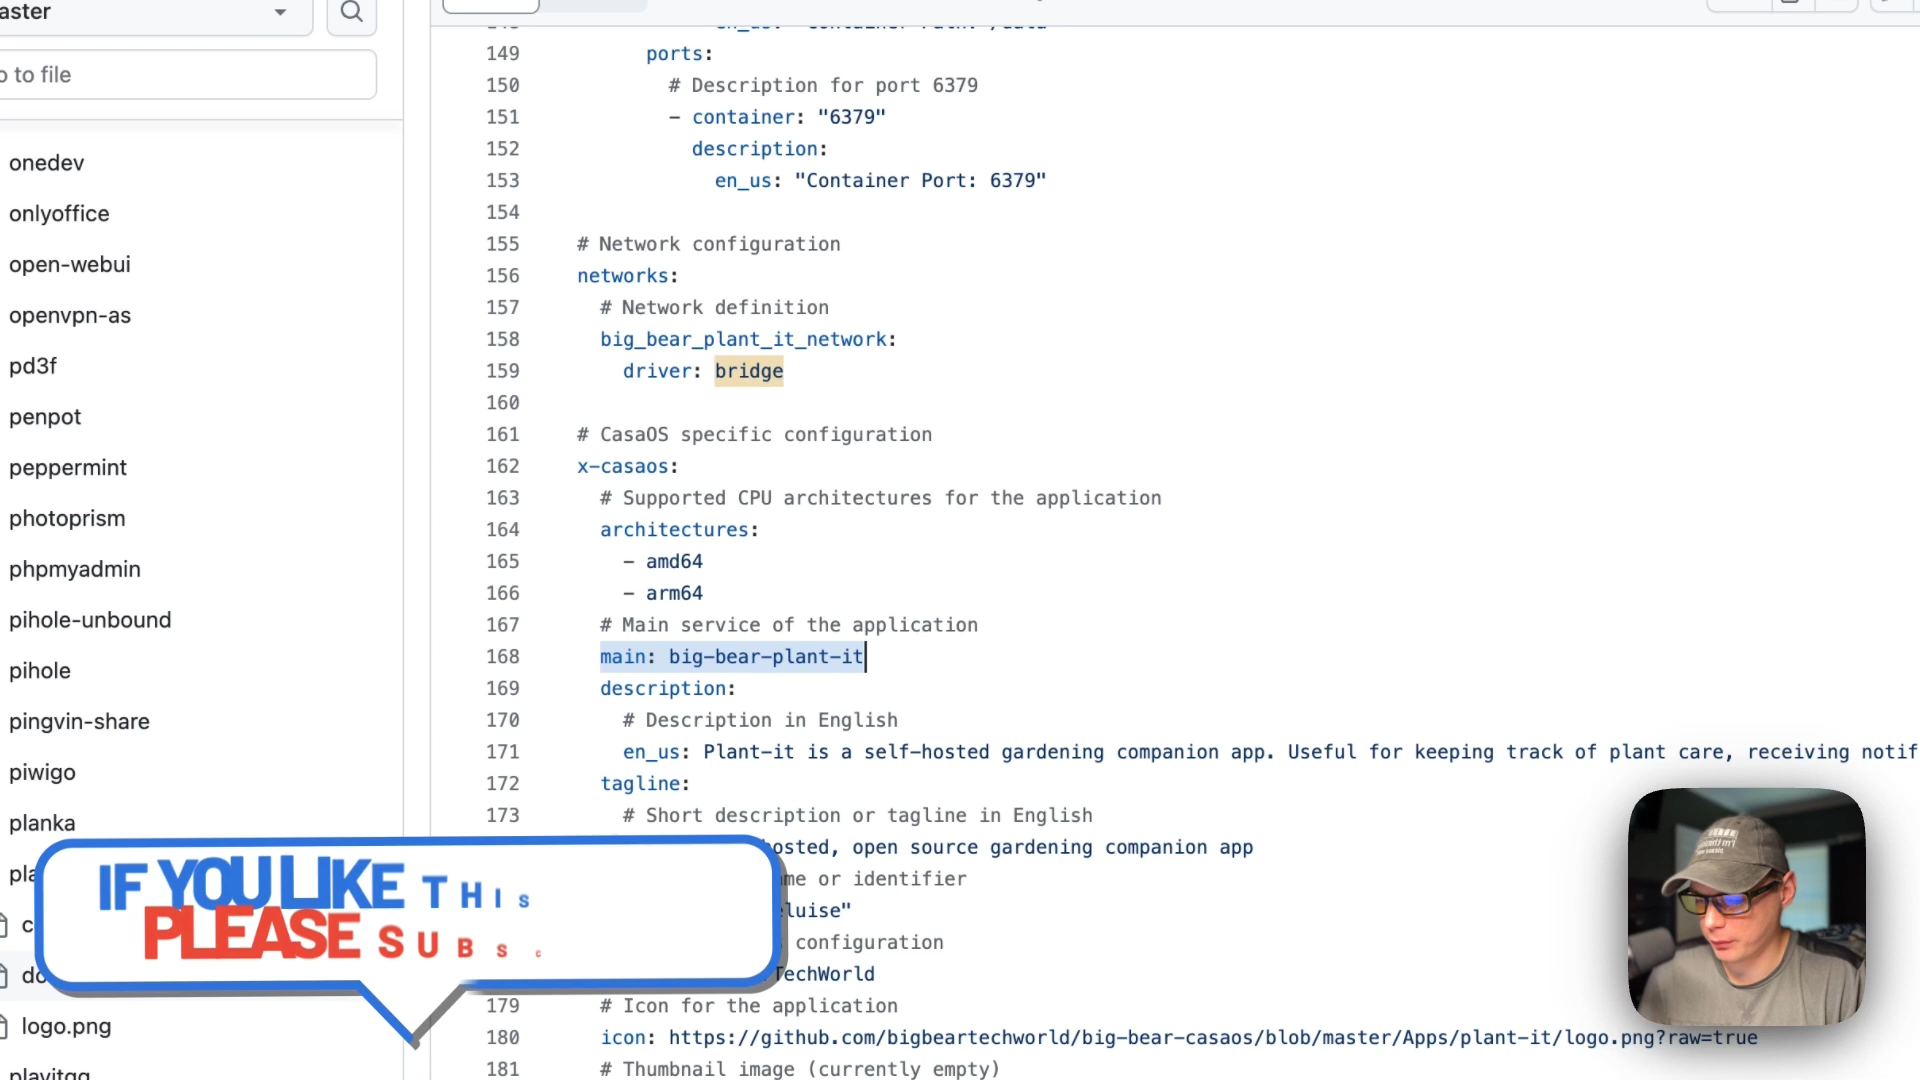 aster
o to file
onedev
onlyoffice
open-webui
openvpn-as
pd3f
penpot
peppermint
photoprism
phpmyadmin
pihole-unbound
pihole
pingvin-share
piwigo
planka
pla
c
do
logo.png
playitgg
149 ports:
150 # Description for port 6379
151 - container: "6379"
152 description:
153 en_us: "Container Port: 6379"
154
155 # Network configuration
156 networks:
157 # Network definition
158 big_bear_plant_it_network:
159 driver: bridge
160
161 # CasaOS specific configuration
162 x-casaos:
163 # Supported CPU architectures for the application
164 architectures:
165 - amd64
166 - arm64
167 # Main service of the application
168 main: big-bear-plant-it
169 description:
170 # Description in English
171 en_us: Plant-it is a self-hosted gardening companion app. Useful for keeping track of plant care, receiving notif
172 tagline:
173 # Short description or tagline in English
hosted, open source gardening companion app
me or identifier
luise"
configuration
TechWorld
179 # Icon for the application
180 icon: https://github.com/bigbeartechworld/big-bear-casaos/blob/master/Apps/plant-it/logo.png?raw=true
181 # Thumbnail image (currently empty)
IF YOU LIKE THIS
PLEASE SUBSC